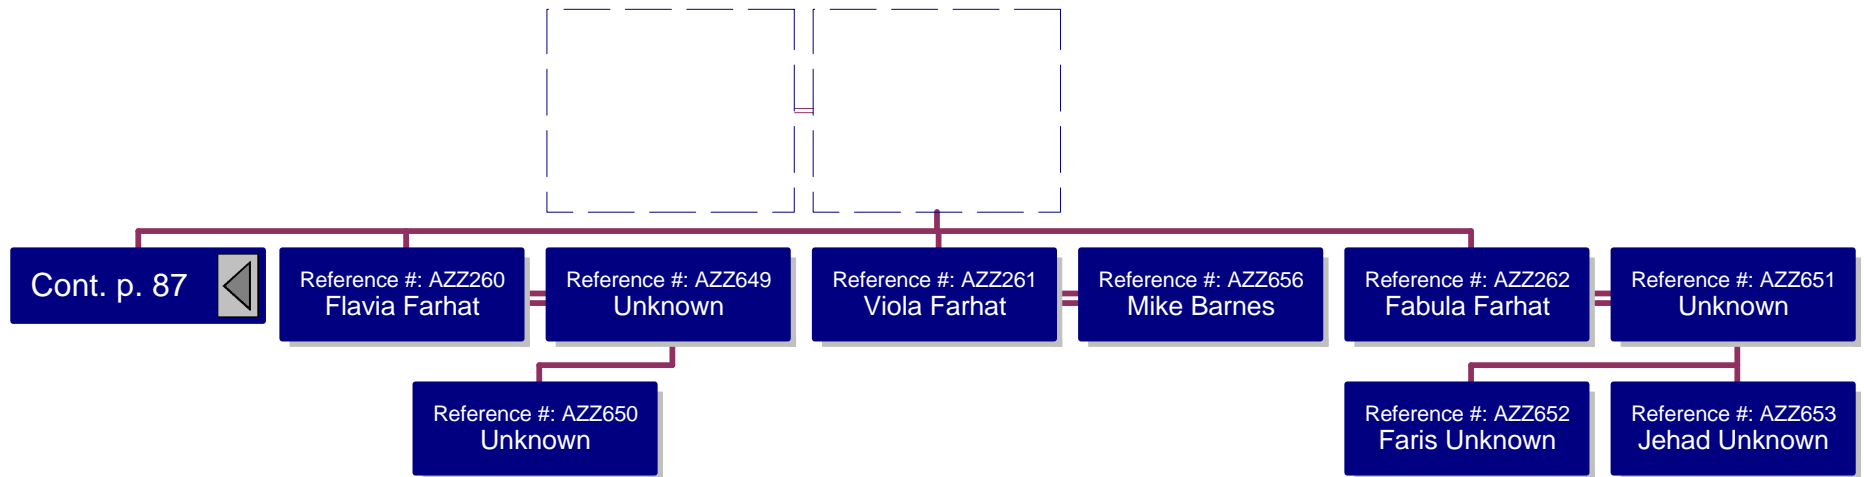 Cont. p. 87
Reference #: AZZ260
Flavia Farhat
Reference #: AZZ649
Unknown
Reference #: AZZ261
Viola Farhat
Reference #: AZZ656
Mike Barnes
Reference #: AZZ262
Fabula Farhat
Reference #: AZZ651
Unknown
Reference #: AZZ650
Unknown
Reference #: AZZ652
Faris Unknown
Reference #: AZZ653
Jehad Unknown